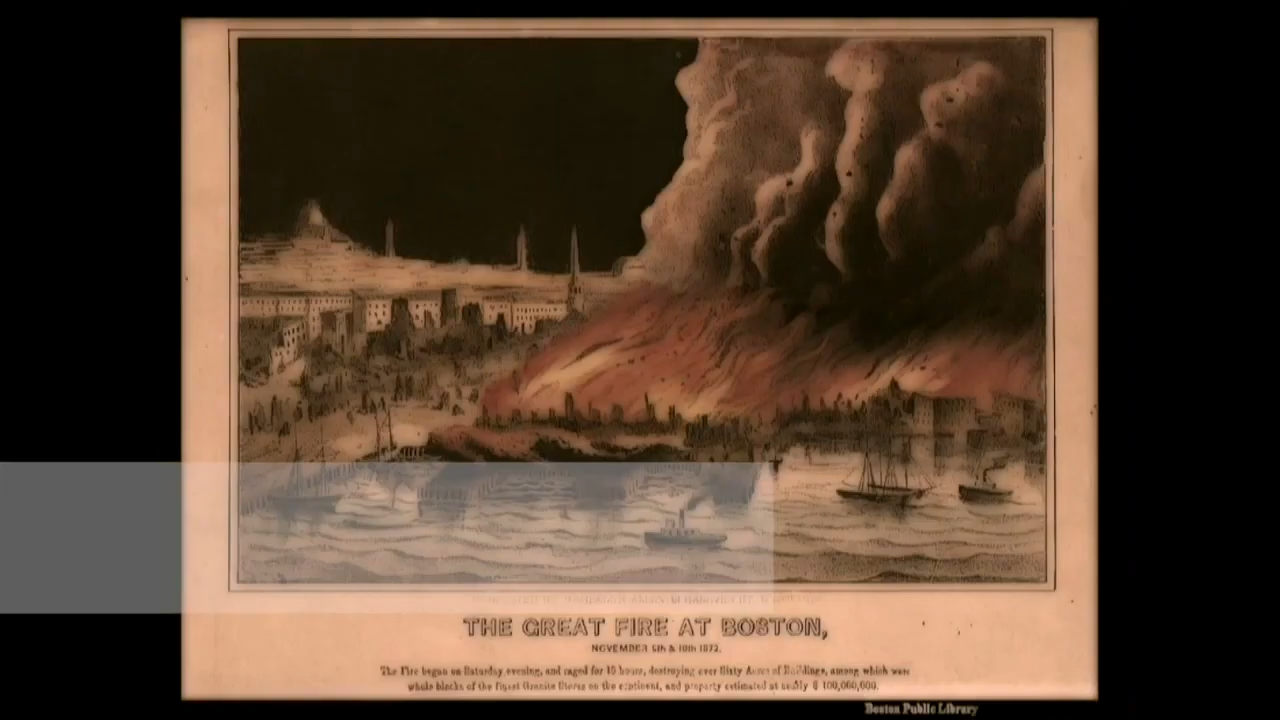 THE GREAT FIRE AT BOSTON,
NOVEMBER 9th & 10th 1872.
The Fire began on Saturday evening, and raged for 15 hours, destroying over Sixty Acres of Buildings, among which were
whole blocks of the finest Granite Stores on the continent, and property estimated at nearly $ 100,000,000.
Boston Public Library